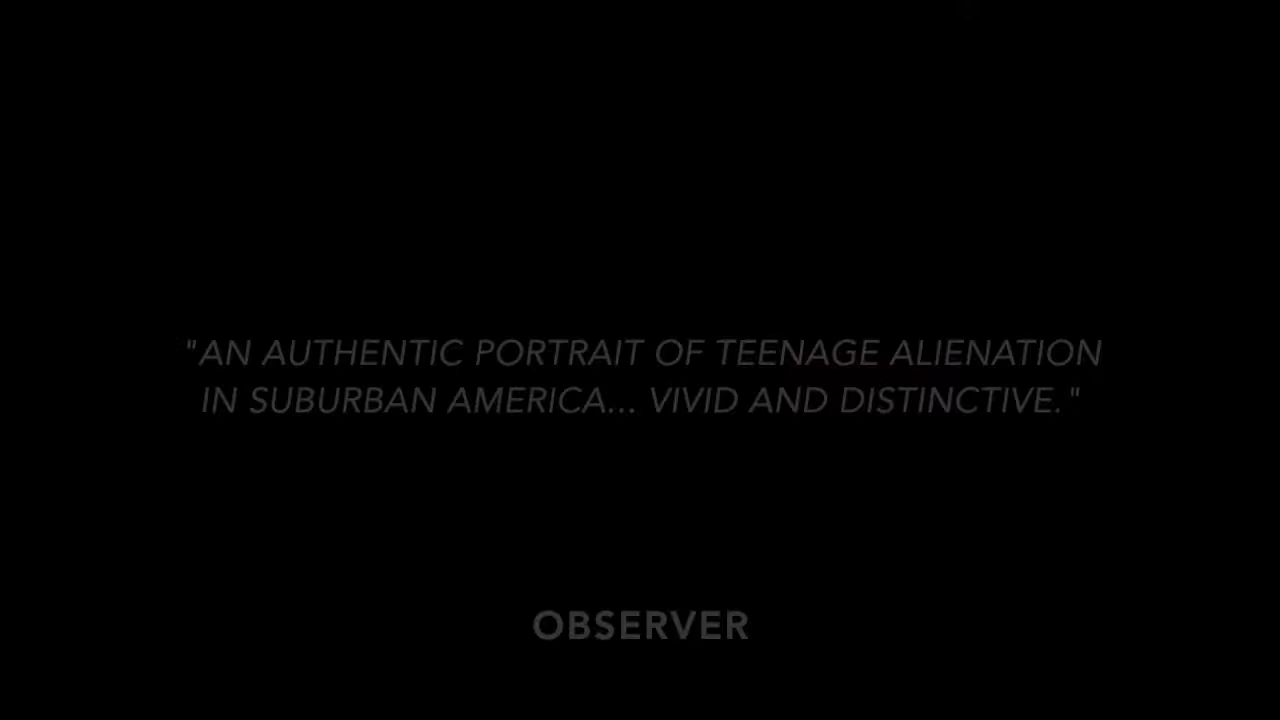 "AN AUTHENTIC PORTRAIT OF TEENAGE ALIENATION
IN SUBURBAN AMERICA... VIVID AND DISTINCTIVE."
OBSERVER